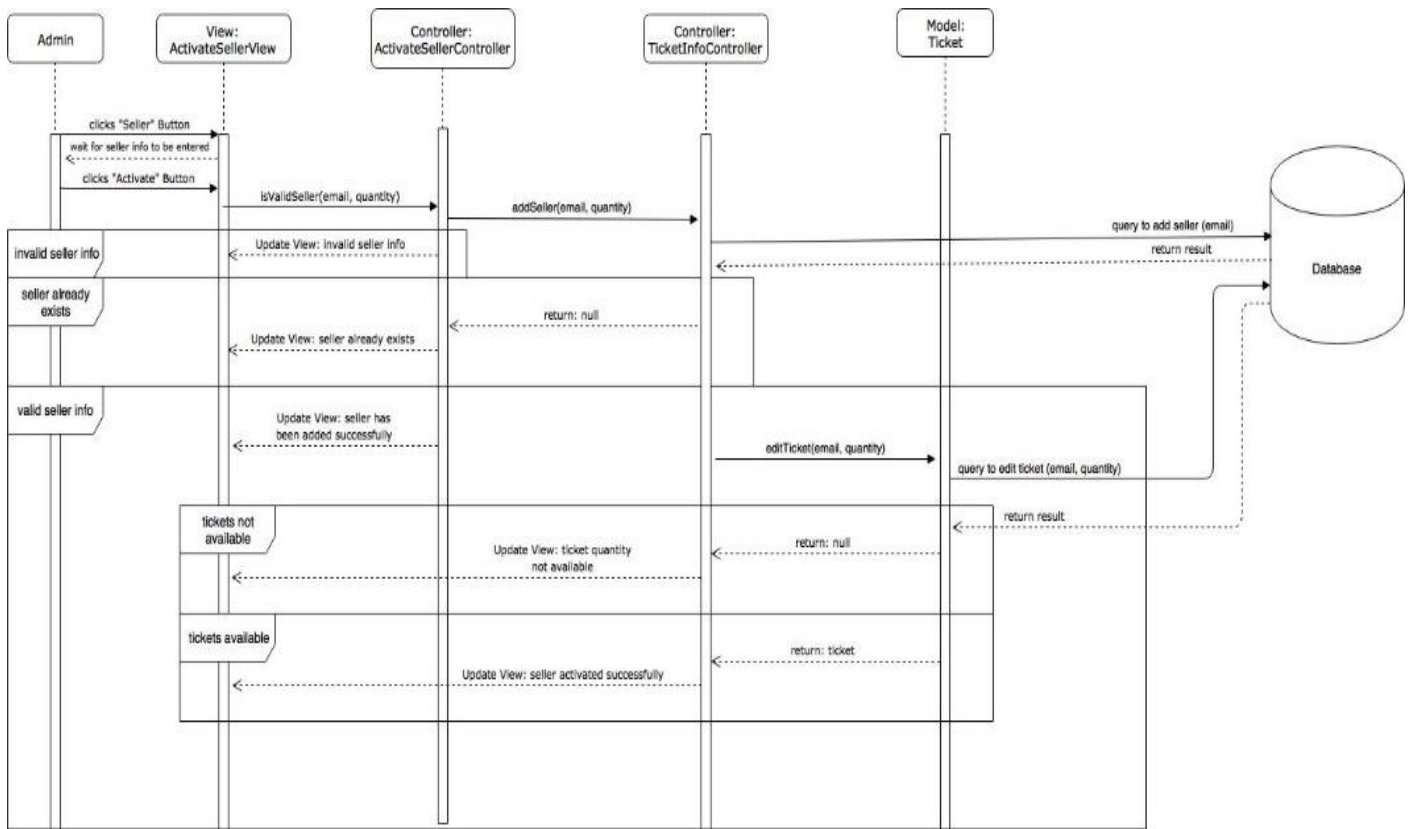 Admin
View:
ActivateSellerView
Controller:
ActivateSellerController
Controller:
TicketInfoController
Model:
Ticket
clicks "Seller" Button
wait for seller info to be entered
clicks "Activate" Button
isValidSeller(email, quantity)
addSeller(email, quantity)
query to add seller (email)
return result
Database
invalid seller info
Update View: invalid seller info
seller already
exists
return: null
Update View: seller already exists
valid seller info
Update View: seller has
been added successfully
editTicket(email, quantity)
query to edit ticket (email, quantity)
return result
tickets not
available
return: null
Update View: ticket quantity
not available
tickets available
return: ticket
Update View: seller activated successfully